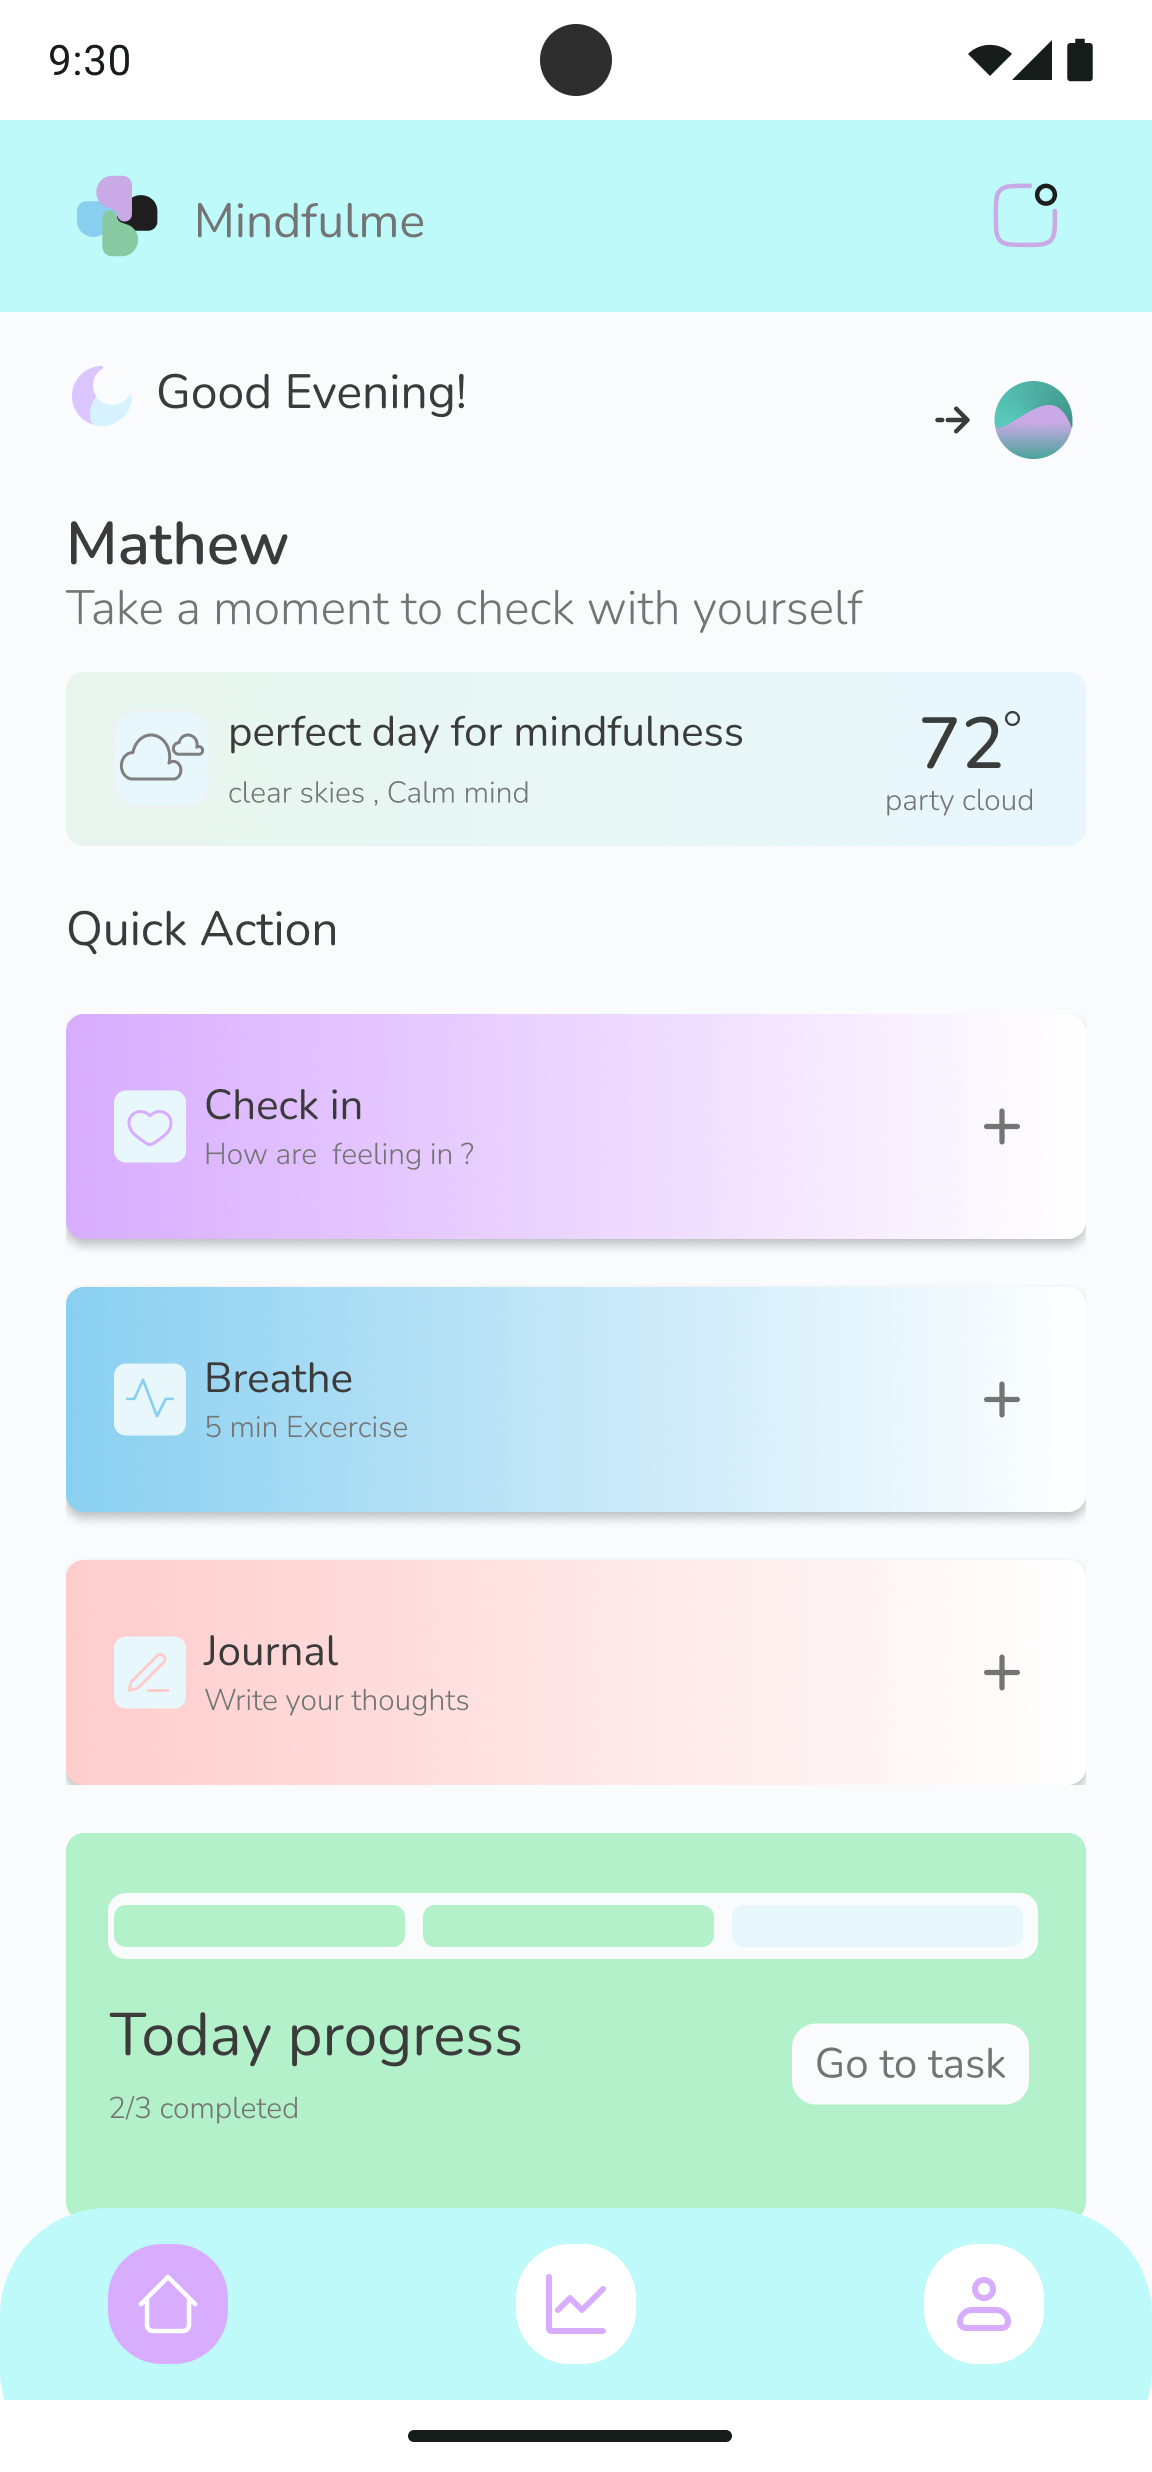 9:30
Mindfulme
Good Evening!
Mathew
Take a moment to check with yourself
perfect day for mindfulness
clear skies , Calm mind
72°
party cloud
Quick Action
Check in
How are  feeling in ?
Breathe
5 min Excercise
Journal
Write your thoughts
Today progress
2/3 completed
Go to task